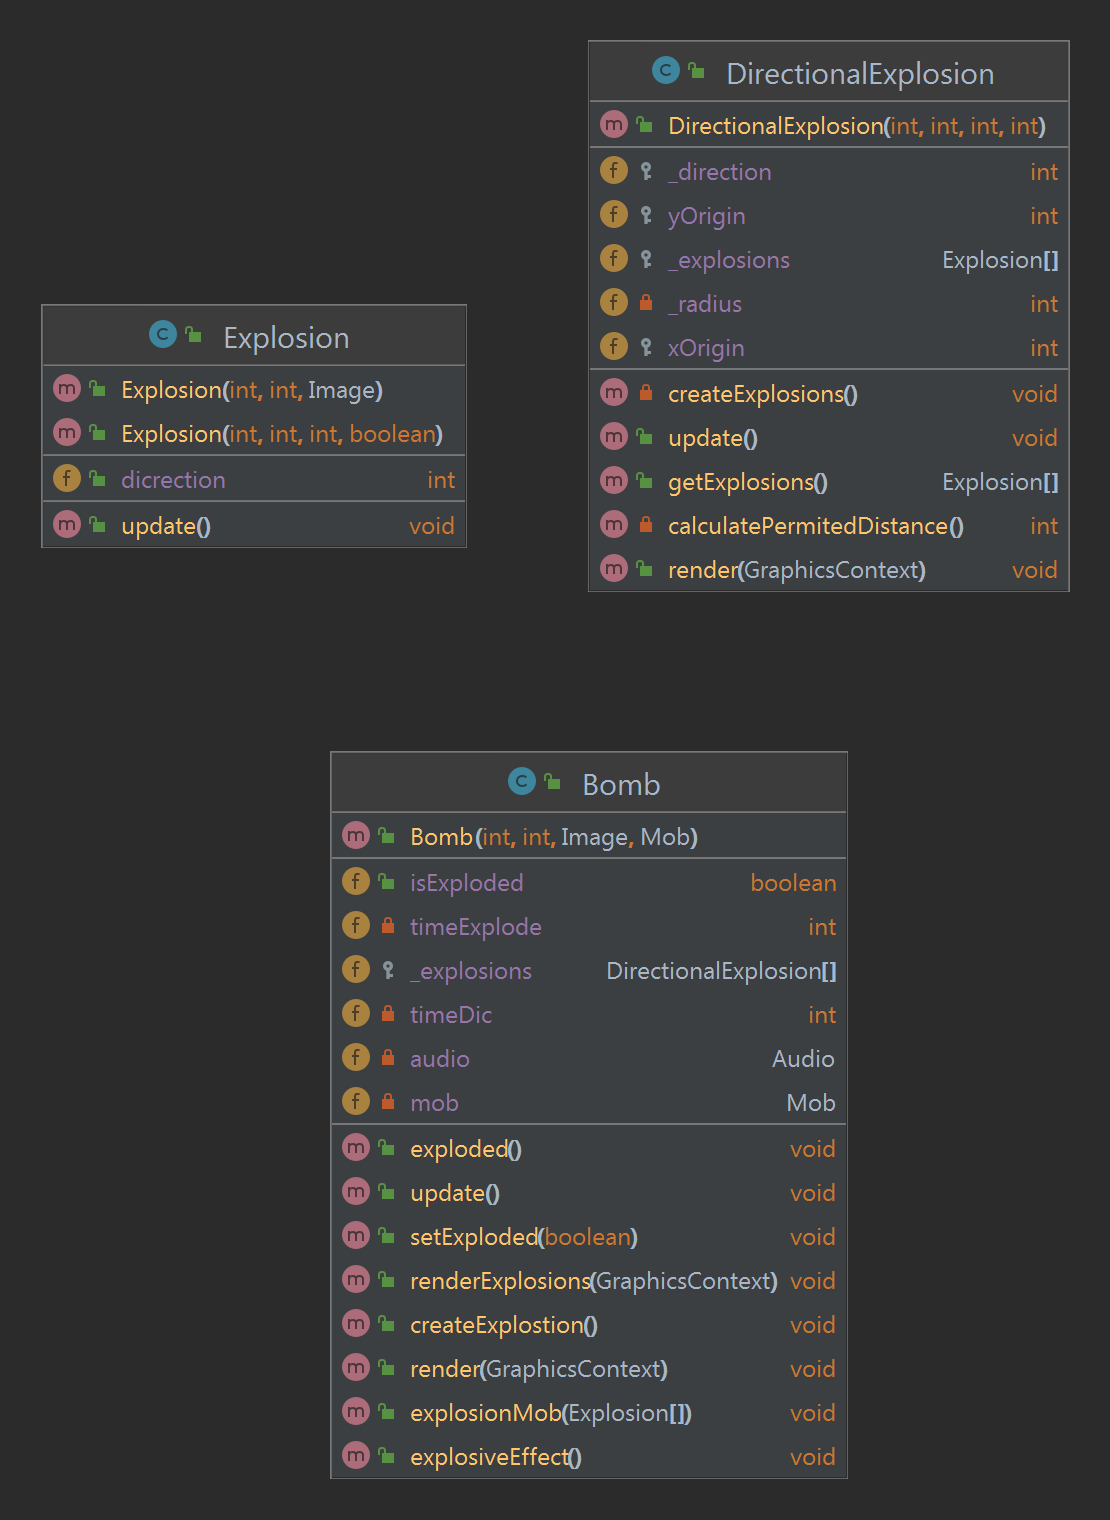 Explosion
Explosion(int, int, Image)
Explosion(int, int, int, boolean)
dicrection int
update() void
DirectionalExplosion
DirectionalExplosion(int, int, int, int)
_direction int
yOrigin int
_explosions Explosion[]
_radius int
xOrigin int
createExplosions() void
update() void
getExplosions() Explosion[]
calculatePermitedDistance() int
render(GraphicsContext) void
Bomb
Bomb(int, int, Image, Mob)
isExploded boolean
timeExplode int
_explosions DirectionalExplosion[]
timeDic int
audio Audio
mob Mob
exploded() void
update() void
setExploded(boolean) void
renderExplosions(GraphicsContext) void
createExplostion() void
render(GraphicsContext) void
explosionMob(Explosion[]) void
explosiveEffect() void